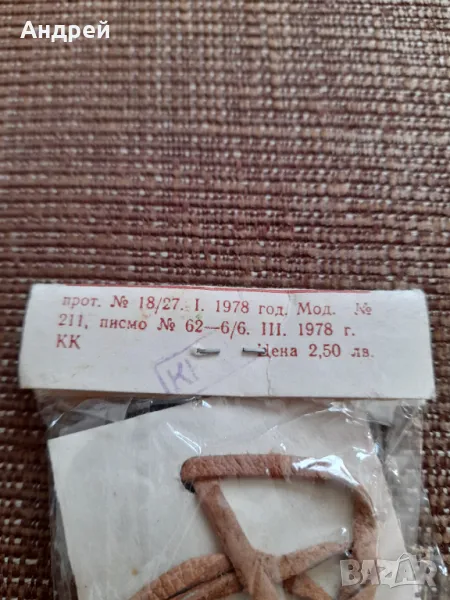 Андрей
прот. № 18/27. I. 1978 год. Мод. №
211, писмо № 62—6/6. III. 1978 г.
КК Цена 2,50 лв.
БАЗАР